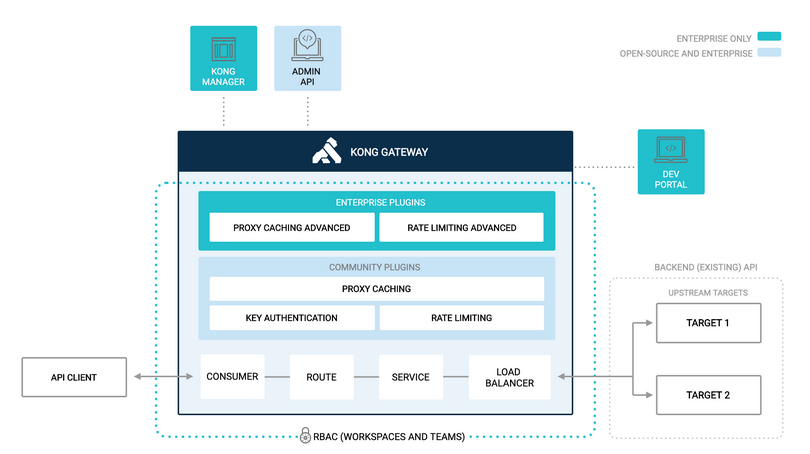 KONG
MANAGER
ADMIN
API
ENTERPRISE ONLY
OPEN-SOURCE AND ENTERPRISE
KONG GATEWAY
DEV
PORTAL
ENTERPRISE PLUGINS
PROXY CACHING ADVANCED
RATE LIMITING ADVANCED
COMMUNITY PLUGINS
PROXY CACHING
KEY AUTHENTICATION
RATE LIMITING
BACKEND (EXISTING) API
UPSTREAM TARGETS
TARGET 1
TARGET 2
API CLIENT
CONSUMER
ROUTE
SERVICE
LOAD
BALANCER
RBAC (WORKSPACES AND TEAMS)